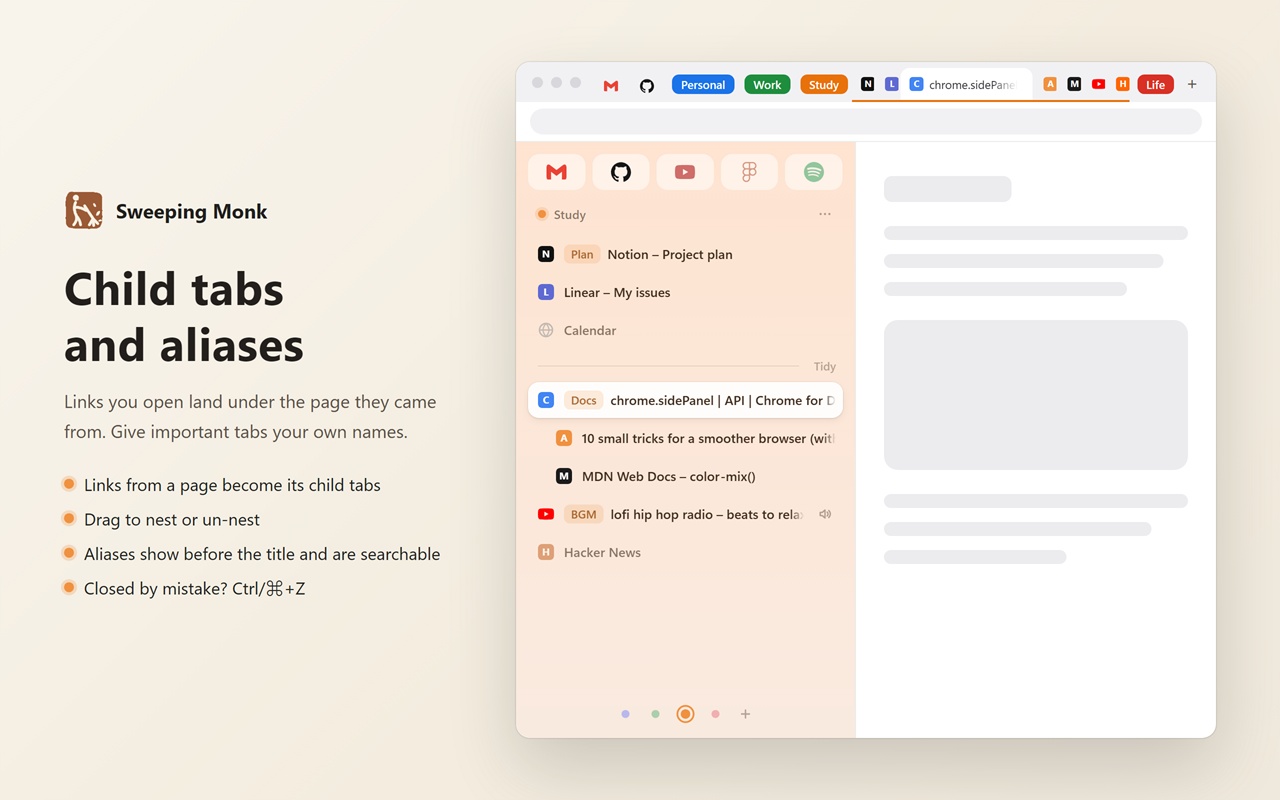 Sweeping Monk
Child tabs
and aliases
Links you open land under the page they came
from. Give important tabs your own names.
Links from a page become its child tabs
Drag to nest or un-nest
Aliases show before the title and are searchable
Closed by mistake? Ctrl/⌘+Z
Personal Work Study N L C chrome.sidePane A M H Life +
Study ...
N Plan Notion – Project plan
L Linear – My issues
Calendar
Tidy
C Docs chrome.sidePanel | API | Chrome for D
A 10 small tricks for a smoother browser (with
M MDN Web Docs – color-mix()
BGM lofi hip hop radio – beats to rela
H Hacker News
+